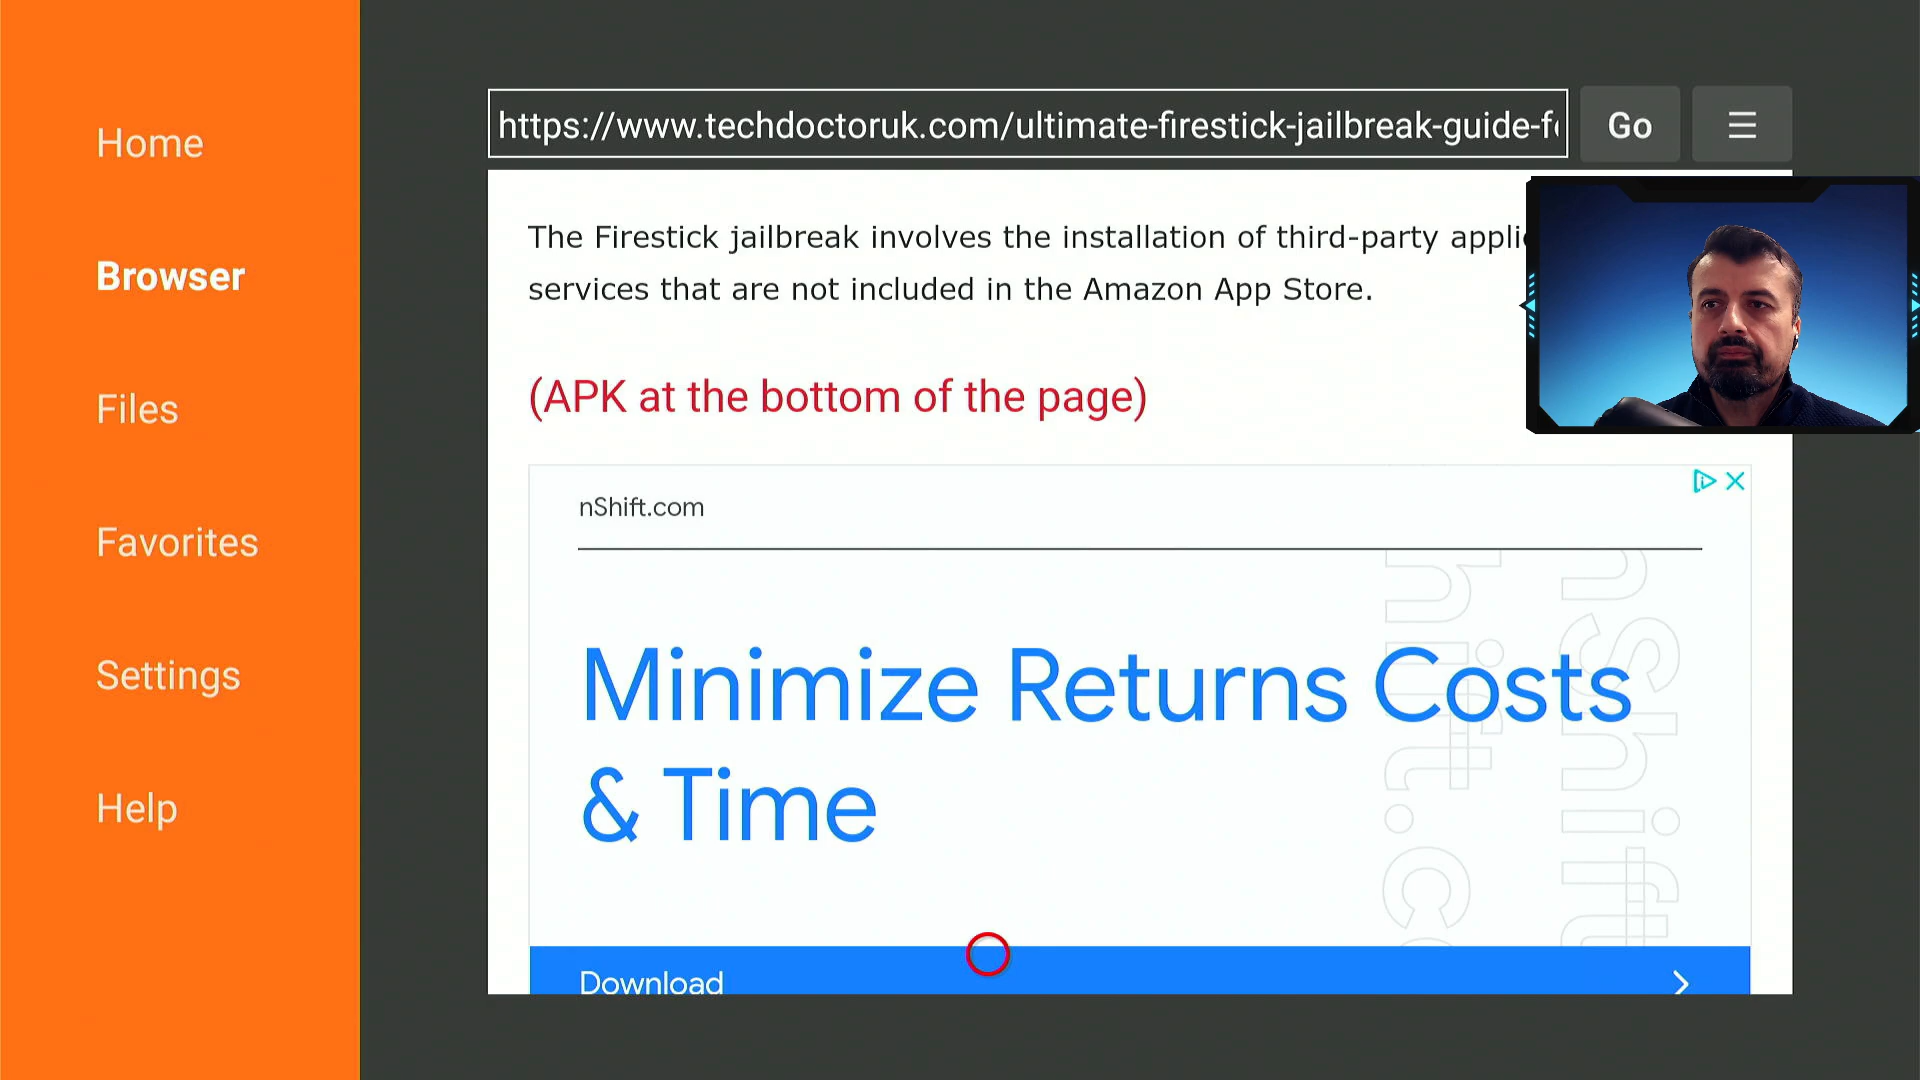 Home
Browser
Files
Favorites
Settings
Help
https://www.techdoctoruk.com/ultimate-firestick-jailbreak-guide-f
Go
The Firestick jailbreak involves the installation of third-party
services that are not included in the Amazon App Store.
(APK at the bottom of the page)
nShift.com
Minimize Returns Costs
& Time
nShift
hift.c
Download